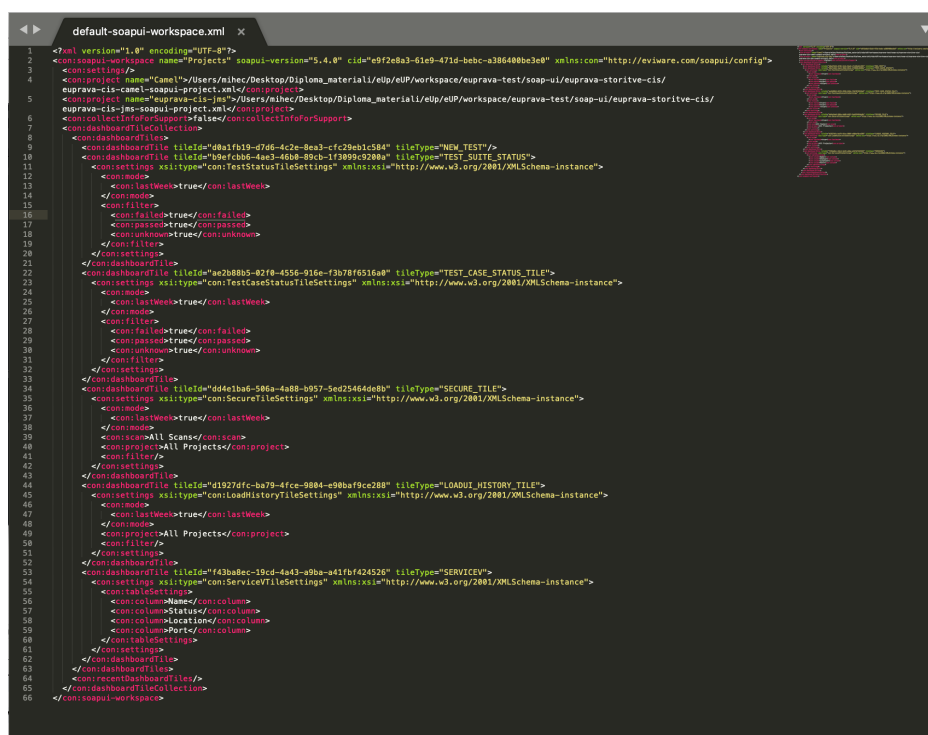 default-soapui-workspace.xml ×
1 <?xml version="1.0" encoding="UTF-8"?>
2 <con:soapui-workspace name="Projects" soapui-version="5.4.0" cid="e9f2e8a3-61e9-471d-bebc-a386400be3e0" xmlns:con="http://eviware.com/soapui/config">
3 <con:settings/>
4 <con:project name="Camel">/Users/mihec/Desktop/Diploma_materiali/eUp/eUP/workspace/euprava-test/soap-ui/euprava-storitve-cis/
euprava-cis-camel-soapui-project.xml</con:project>
5 <con:project name="euprava-cis-jms">/Users/mihec/Desktop/Diploma_materiali/eUp/eUP/workspace/euprava-test/soap-ui/euprava-storitve-cis/
euprava-cis-jms-soapui-project.xml</con:project>
6 <con:collectInfoForSupport>false</con:collectInfoForSupport>
7 <con:dashboardTileCollection>
8 <con:dashboardTiles>
9 <con:dashboardTile tileId="d0a1fb19-d7d6-4c2e-8ea3-cfc29eb1c584" tileType="NEW_TEST"/>
10 <con:dashboardTile tileId="b9efcbb6-4ae3-46b0-89cb-1f3099c9200a" tileType="TEST_SUITE_STATUS">
11 <con:settings xsi:type="con:TestStatusTileSettings" xmlns:xsi="http://www.w3.org/2001/XMLSchema-instance">
12 <con:mode>
13 <con:lastWeek>true</con:lastWeek>
14 </con:mode>
15 <con:filter>
16 <con:failed>true</con:failed>
17 <con:passed>true</con:passed>
18 <con:unknown>true</con:unknown>
19 </con:filter>
20 </con:settings>
21 </con:dashboardTile>
22 <con:dashboardTile tileId="ae2b88b5-02f0-4556-916e-f3b78f6516a0" tileType="TEST_CASE_STATUS_TILE">
23 <con:settings xsi:type="con:TestCaseStatusTileSettings" xmlns:xsi="http://www.w3.org/2001/XMLSchema-instance">
24 <con:mode>
25 <con:lastWeek>true</con:lastWeek>
26 </con:mode>
27 <con:filter>
28 <con:failed>true</con:failed>
29 <con:passed>true</con:passed>
30 <con:unknown>true</con:unknown>
31 </con:filter>
32 </con:settings>
33 </con:dashboardTile>
34 <con:dashboardTile tileId="dd4e1ba6-506a-4a88-b957-5ed25464de8b" tileType="SECURE_TILE">
35 <con:settings xsi:type="con:SecureTileSettings" xmlns:xsi="http://www.w3.org/2001/XMLSchema-instance">
36 <con:mode>
37 <con:lastWeek>true</con:lastWeek>
38 </con:mode>
39 <con:scan>All Scans</con:scan>
40 <con:project>All Projects</con:project>
41 <con:filter/>
42 </con:settings>
43 </con:dashboardTile>
44 <con:dashboardTile tileId="d1927dfc-ba79-4fce-9804-e90baf9ce288" tileType="LOADUI_HISTORY_TILE">
45 <con:settings xsi:type="con:LoadHistoryTileSettings" xmlns:xsi="http://www.w3.org/2001/XMLSchema-instance">
46 <con:mode>
47 <con:lastWeek>true</con:lastWeek>
48 </con:mode>
49 <con:project>All Projects</con:project>
50 <con:filter/>
51 </con:settings>
52 </con:dashboardTile>
53 <con:dashboardTile tileId="f43ba8ec-19cd-4a43-a9ba-a41fbf424526" tileType="SERVICEV">
54 <con:settings xsi:type="con:ServiceVTileSettings" xmlns:xsi="http://www.w3.org/2001/XMLSchema-instance">
55 <con:tableSettings>
56 <con:column>Name</con:column>
57 <con:column>Status</con:column>
58 <con:column>Location</con:column>
59 <con:column>Port</con:column>
60 </con:tableSettings>
61 </con:settings>
62 </con:dashboardTile>
63 </con:dashboardTiles>
64 <con:recentDashboardTiles/>
65 </con:dashboardTileCollection>
66 </con:soapui-workspace>